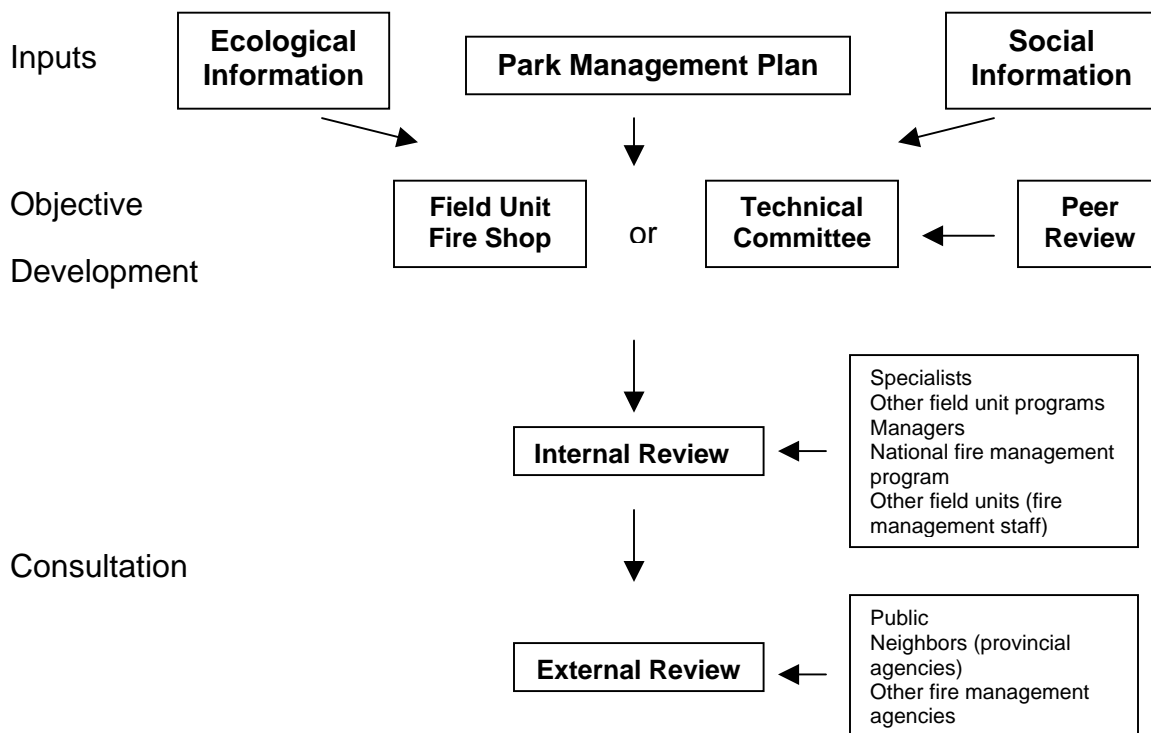 Inputs
Ecological
Information
Park Management Plan
Social
Information
Objective
Development
Field Unit
Fire Shop
or
Technical
Committee
Peer
Review
Internal Review
Specialists
Other field unit programs
Managers
National fire management
program
Other field units (fire
management staff)
Consultation
External Review
Public
Neighbors (provincial
agencies)
Other fire management
agencies